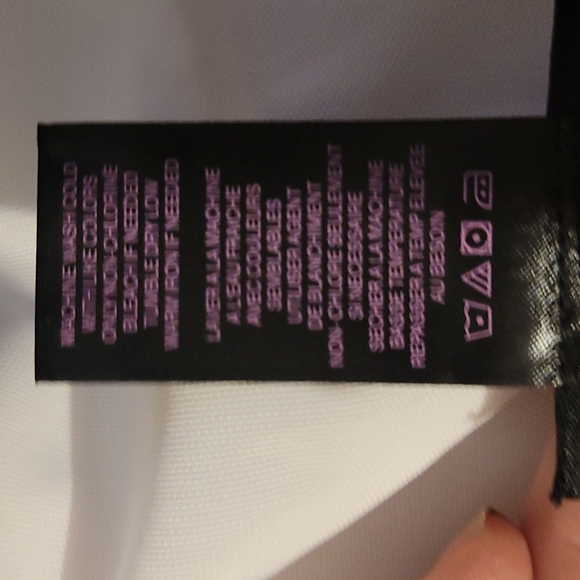 MACHINE WASH COLD
WITH LIKE COLORS
ONLY NON-CHLORINE
BLEACH IF NEEDED
TUMBLE DRY LOW
WARM IRON IF NEEDED
LAVER A LA MACHINE
A L'EAU FRAICHE
AVEC COULEURS
SEMBLABLES
UTILISER AGENT
DE BLANCHIMENT
NON-CHLORE SEULEMENT
SI NECESSAIRE
SECHER A LA MACHINE
BASSE TEMPERATURE
REPASSER A TEMP ELEVEE
AU BESOIN